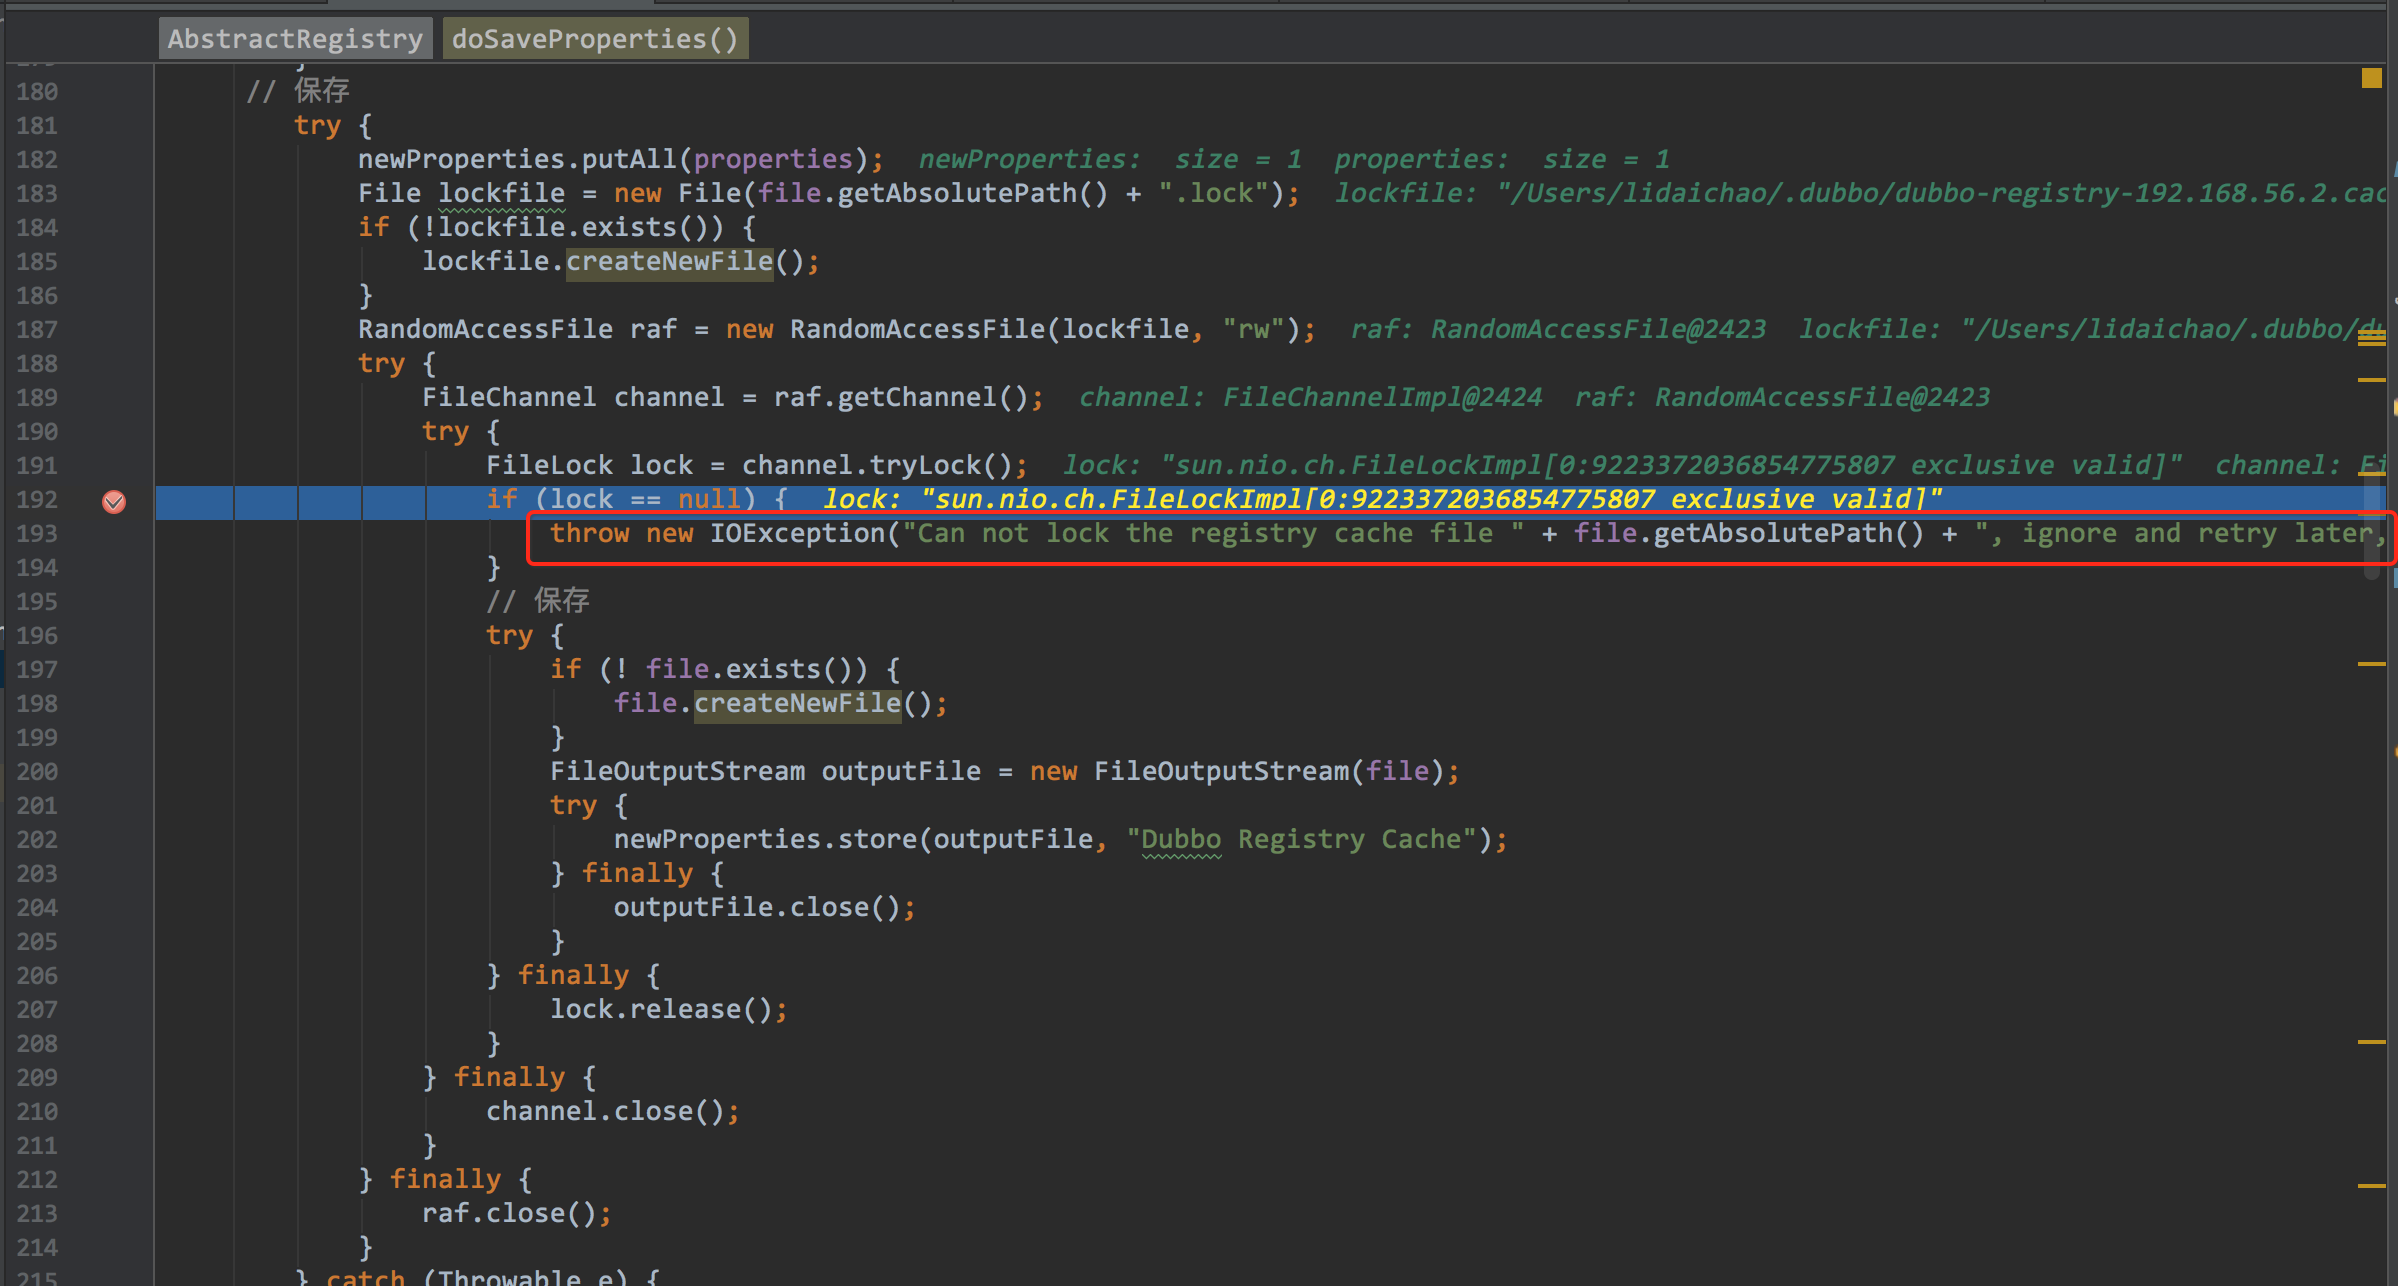 AbstractRegistry doSaveProperties()
180 // 保存
181 try {
182 newProperties.putAll(properties); newProperties: size = 1 properties: size = 1
183 File lockfile = new File(file.getAbsolutePath() + ".lock"); lockfile: "/Users/lidaichao/.dubbo/dubbo-registry-192.168.56.2.cac
184 if (!lockfile.exists()) {
185 lockfile.createNewFile();
186 }
187 RandomAccessFile raf = new RandomAccessFile(lockfile, "rw"); raf: RandomAccessFile@2423 lockfile: "/Users/lidaichao/.dubbo/du
188 try {
189 FileChannel channel = raf.getChannel(); channel: FileChannelImpl@2424 raf: RandomAccessFile@2423
190 try {
191 FileLock lock = channel.tryLock(); lock: "sun.nio.ch.FileLockImpl[0:9223372036854775807 exclusive valid]" channel: Fi
192 if (lock == null) { lock: "sun.nio.ch.FileLockImpl[0:9223372036854775807 exclusive valid]"
193 throw new IOException("Can not lock the registry cache file " + file.getAbsolutePath() + ", ignore and retry later,
194 }
195 // 保存
196 try {
197 if (! file.exists()) {
198 file.createNewFile();
199 }
200 FileOutputStream outputFile = new FileOutputStream(file);
201 try {
202 newProperties.store(outputFile, "Dubbo Registry Cache");
203 } finally {
204 outputFile.close();
205 }
206 } finally {
207 lock.release();
208 }
209 } finally {
210 channel.close();
211 }
212 } finally {
213 raf.close();
214 }
215 } catch (Throwable e) {